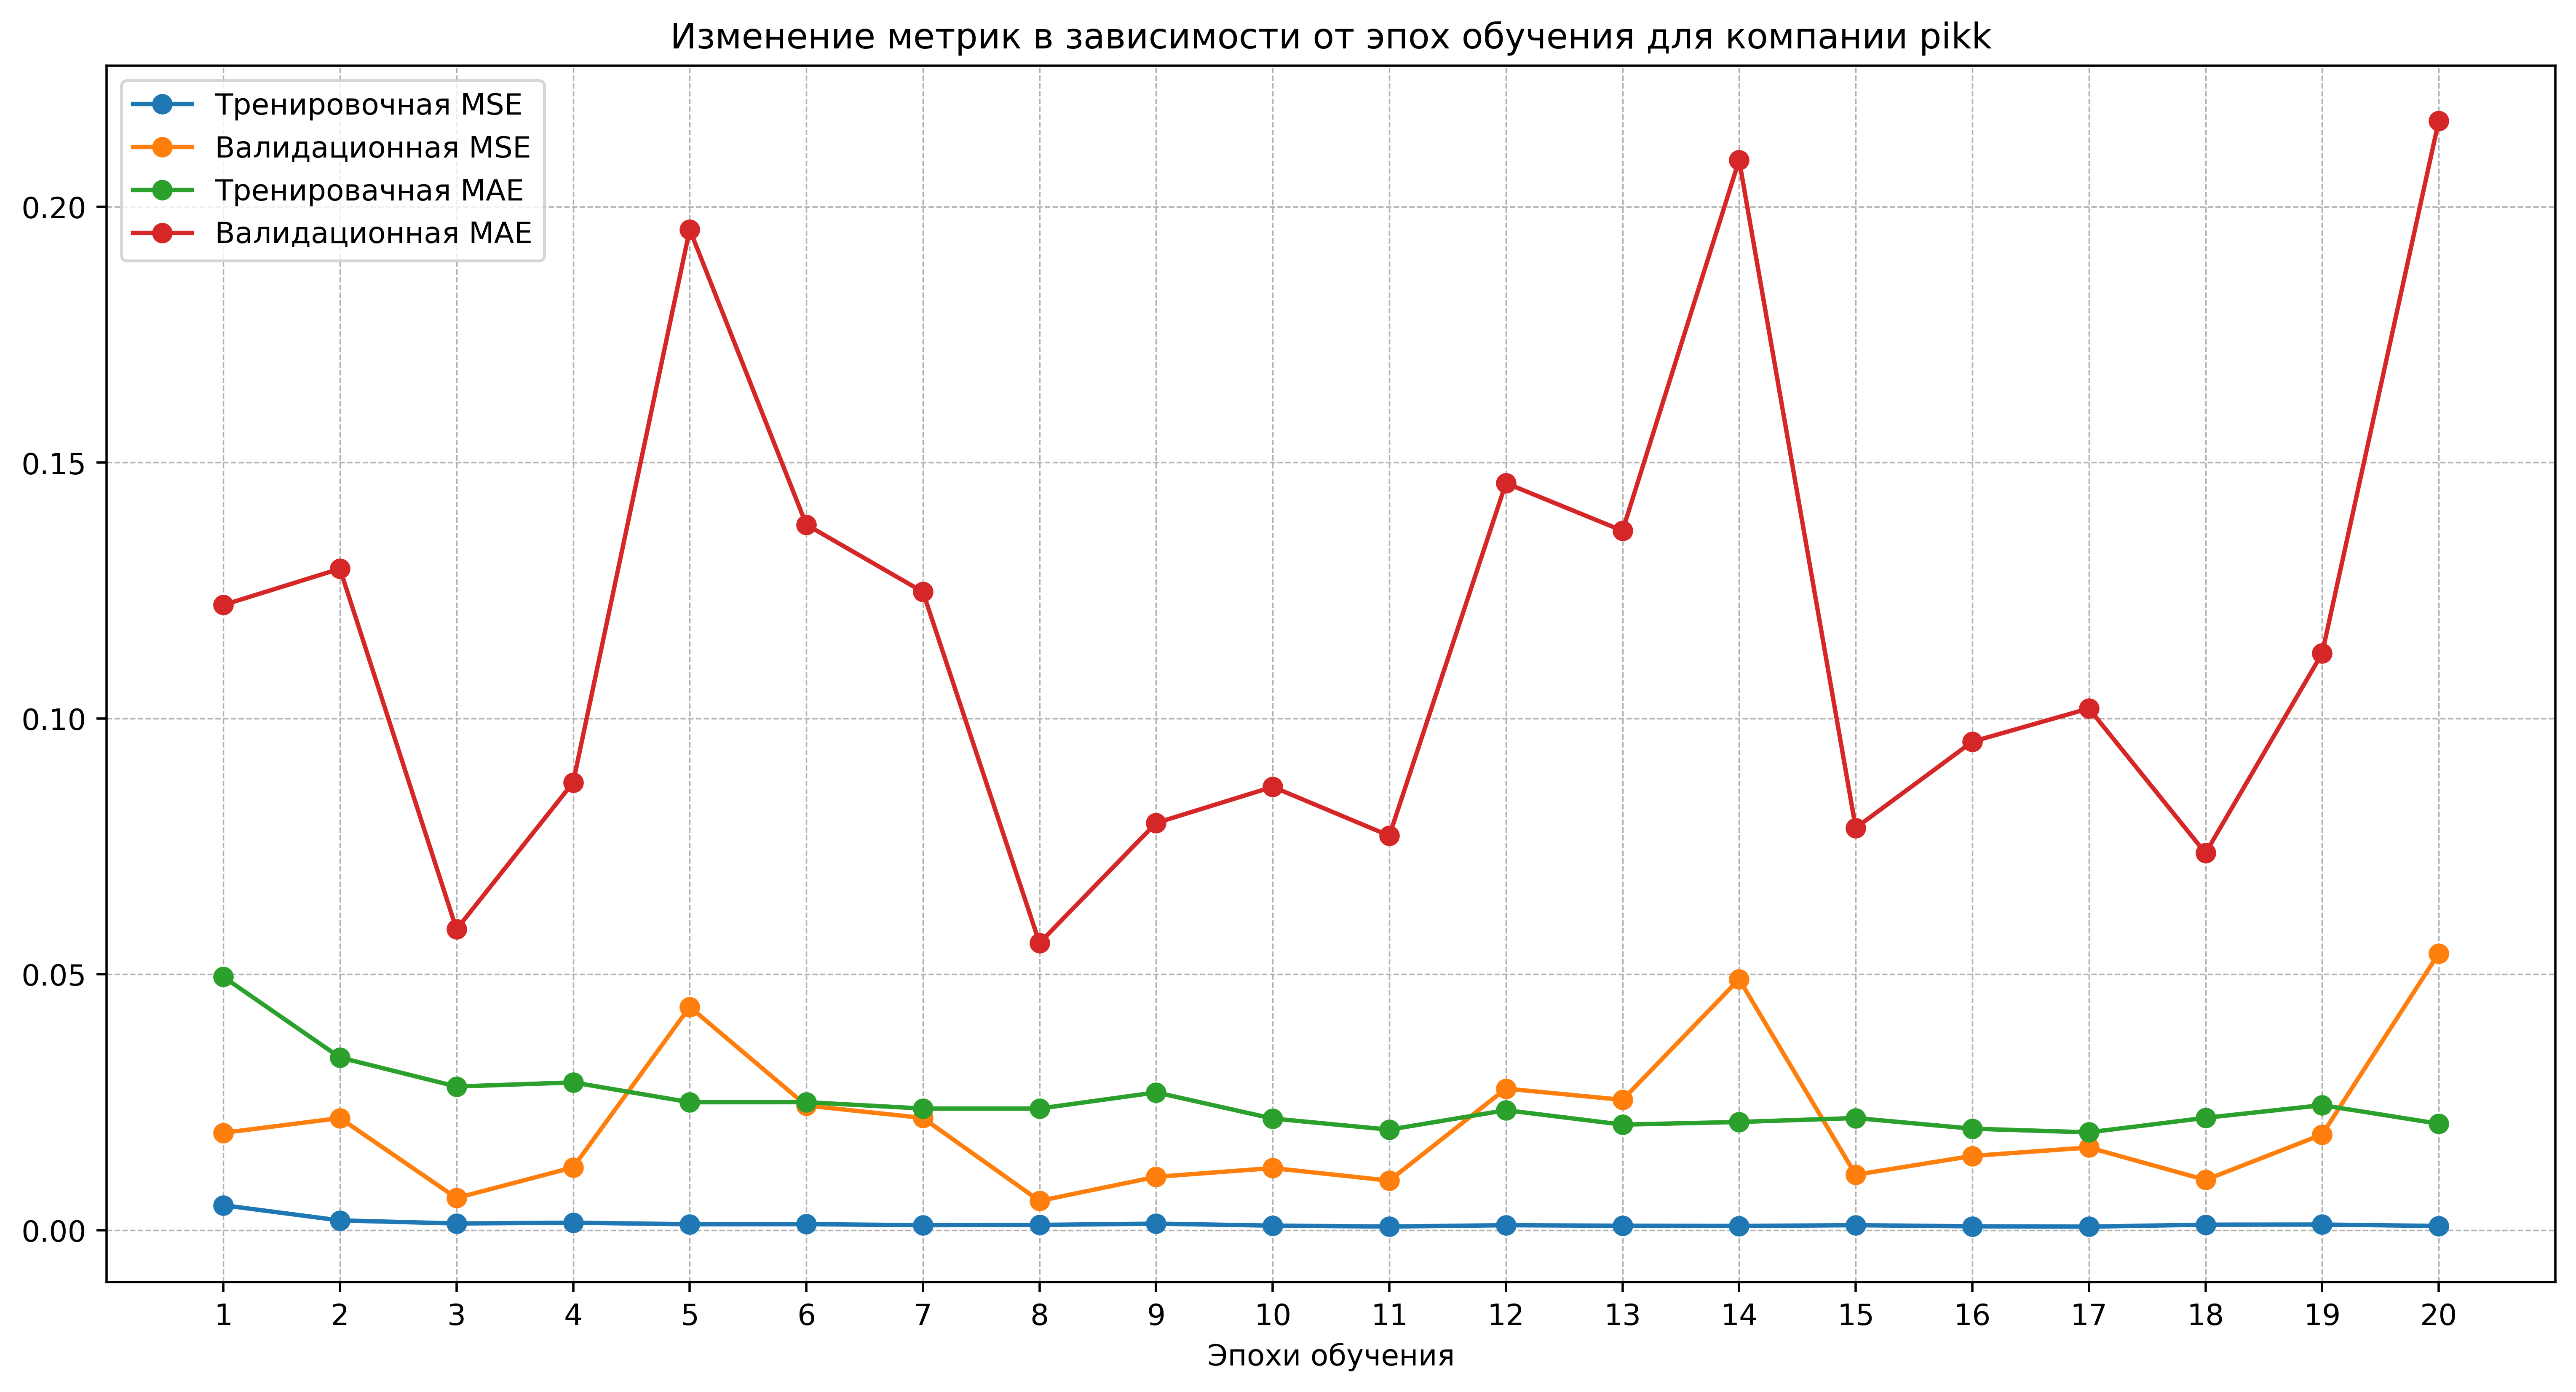 Изменение метрик в зависимости от эпох обучения для компании pikk
Тренировочная MSE
Валидационная MSE
Тренировачная MAE
Валидационная MAE
0.20
0.15
0.10
0.05
0.00
1 2 3 4 5 6 7 8 9 10 11 12 13 14 15 16 17 18 19 20
Эпохи обучения